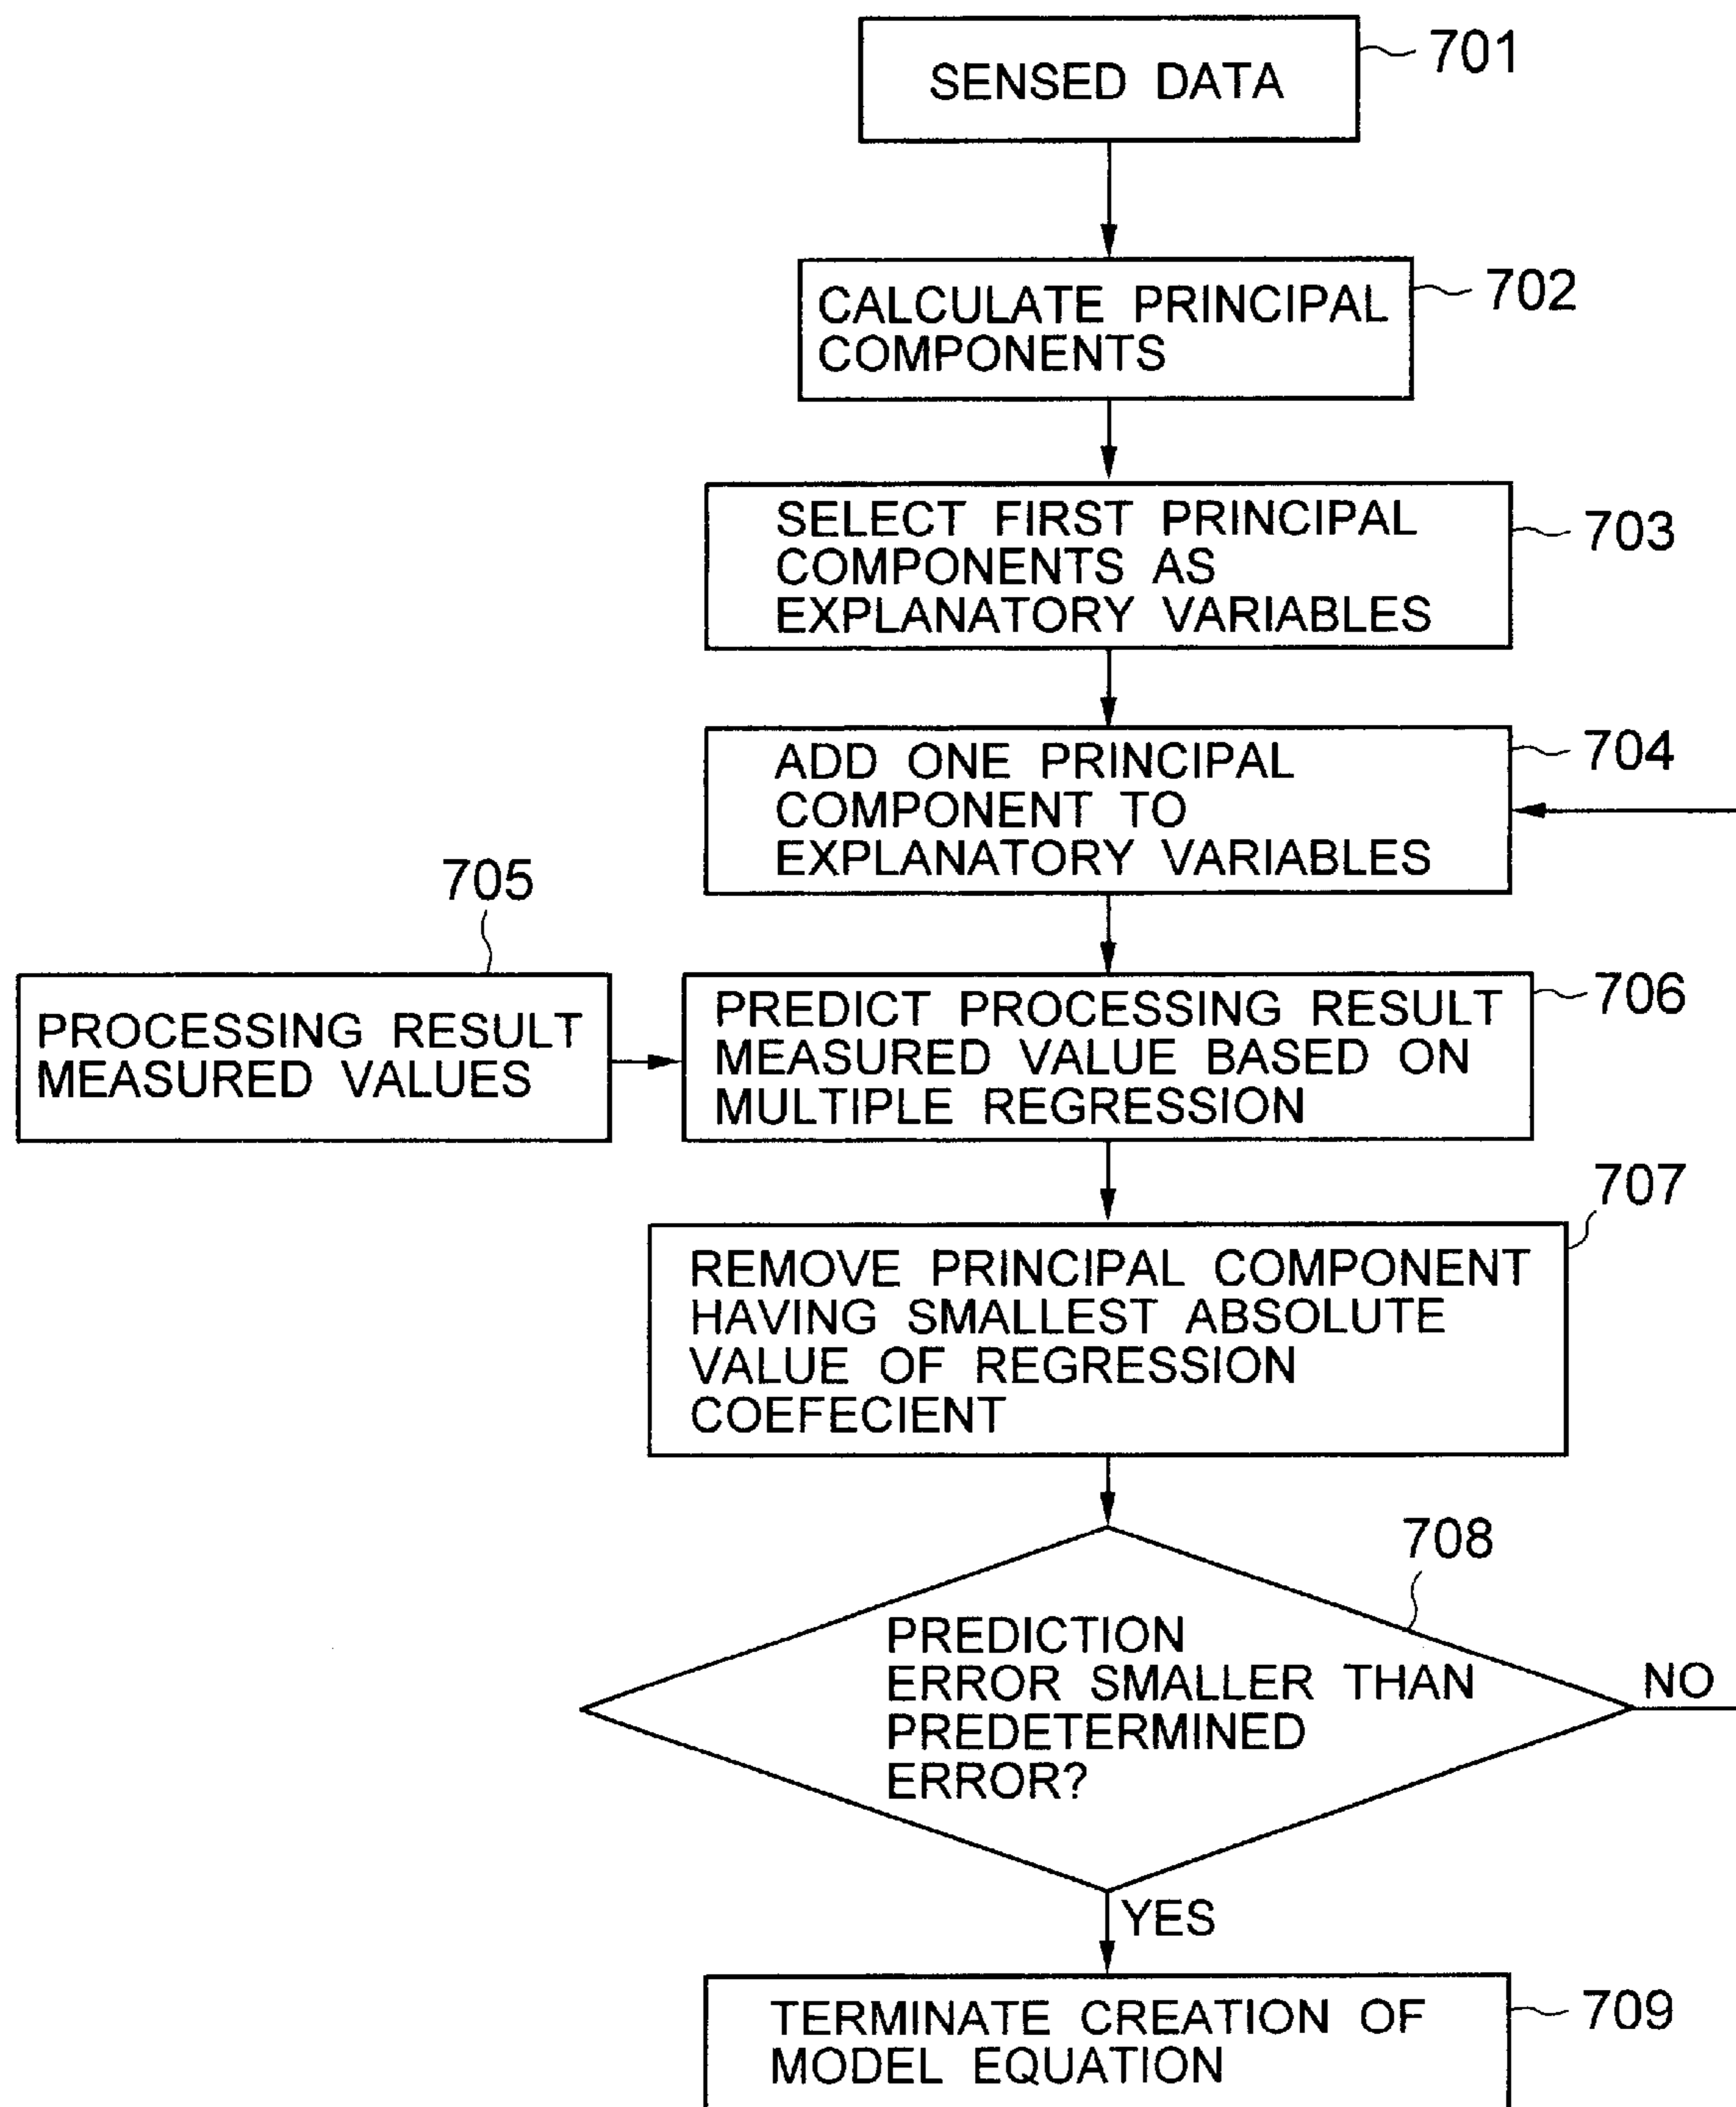 SENSED DATA
701
CALCULATE PRINCIPAL
COMPONENTS
702
SELECT FIRST PRINCIPAL
COMPONENTS AS
EXPLANATORY VARIABLES
703
ADD ONE PRINCIPAL
COMPONENT TO
EXPLANATORY VARIABLES
704
705
PROCESSING RESULT
MEASURED VALUES
PREDICT PROCESSING RESULT
MEASURED VALUE BASED ON
MULTIPLE REGRESSION
706
707
REMOVE PRINCIPAL COMPONENT
HAVING SMALLEST ABSOLUTE
VALUE OF REGRESSION
COEFECIENT
708
PREDICTION
ERROR SMALLER THAN
PREDETERMINED
ERROR?
NO
YES
TERMINATE CREATION OF
MODEL EQUATION
709